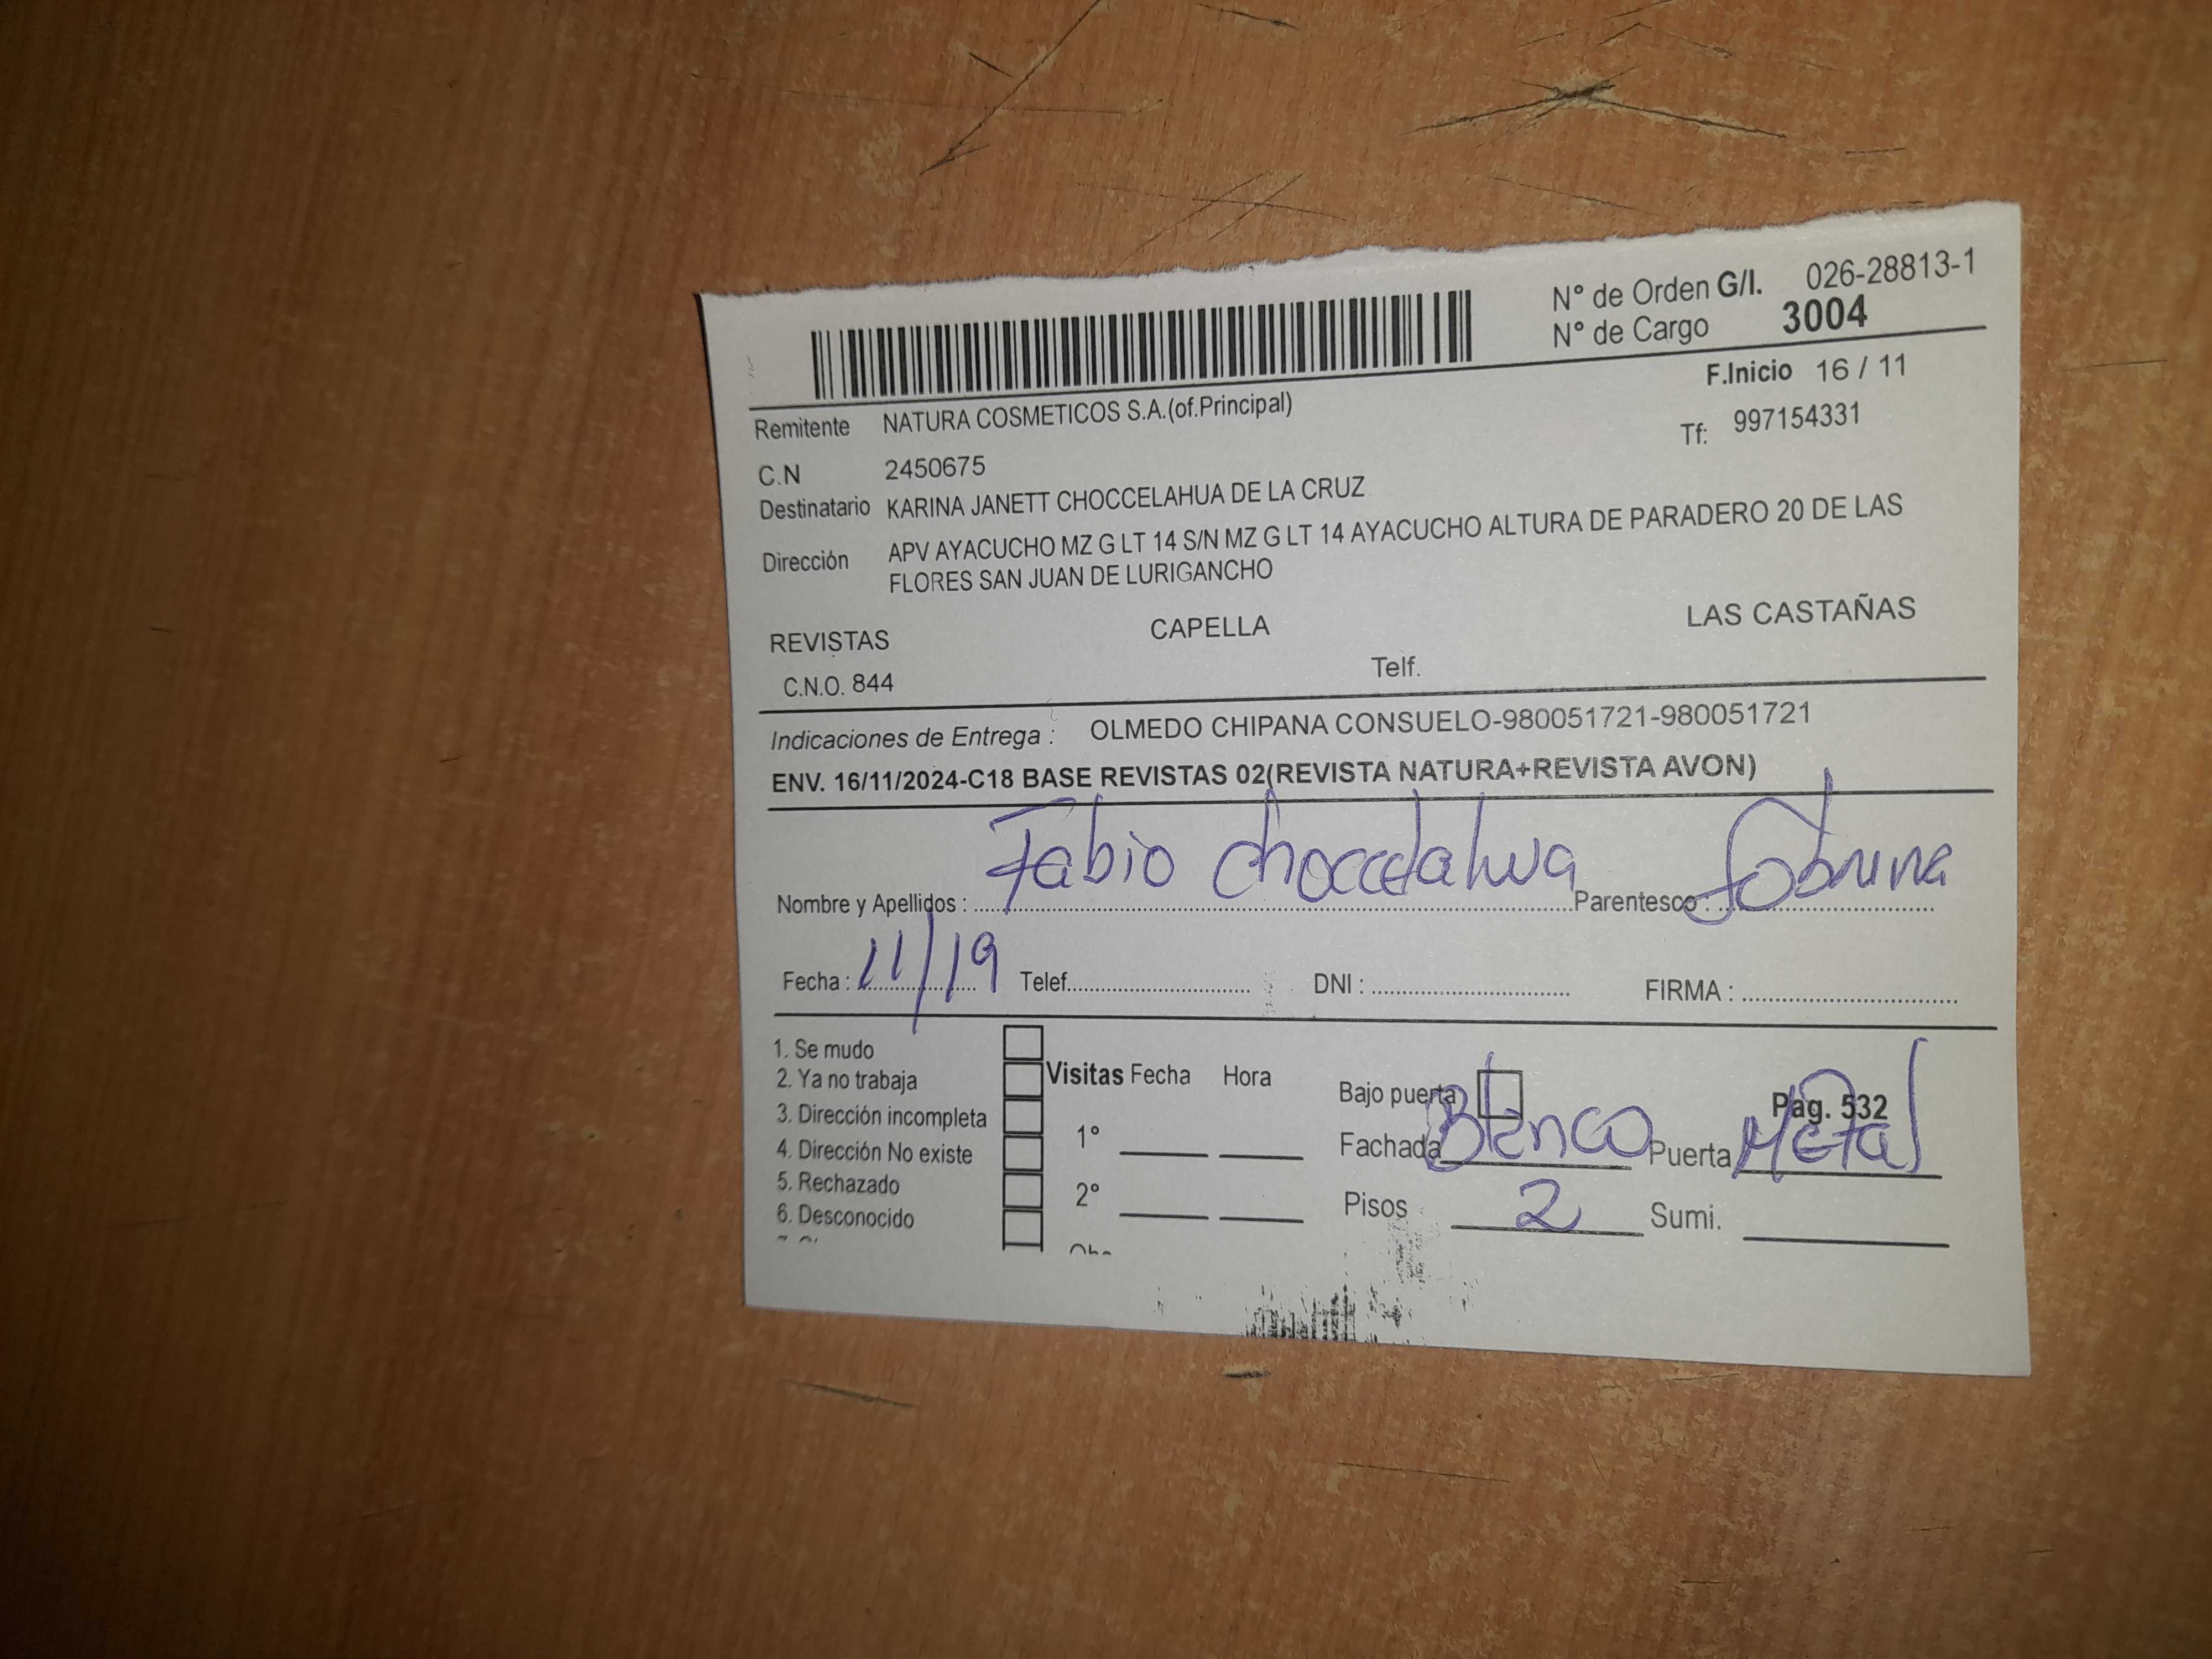 N° de Orden G/I. 026-28813-1
N° de Cargo 3004
F.Inicio 16 / 11
Remitente NATURA COSMETICOS S.A.(of.Principal)
Tf: 997154331
C.N 2450675
Destinatario KARINA JANETT CHOCCELAHUA DE LA CRUZ
Dirección APV AYACUCHO MZ G LT 14 S/N MZ G LT 14 AYACUCHO ALTURA DE PARADERO 20 DE LAS
FLORES SAN JUAN DE LURIGANCHO
REVISTAS CAPELLA LAS CASTAÑAS
C.N.O. 844 Telf.
Indicaciones de Entrega : OLMEDO CHIPANA CONSUELO-980051721-980051721
ENV. 16/11/2024-C18 BASE REVISTAS 02(REVISTA NATURA+REVISTA AVON)
Nombre y Apellidos : Fabio choccelahua Parentesco : Sobrina
Fecha : 11/19 Telef. DNI : FIRMA :
1. Se mudo
2. Ya no trabaja
3. Dirección incompleta
4. Dirección No existe
5. Rechazado
6. Desconocido
Visitas Fecha Hora
1°
2°
Bajo puerta Pag. 532
Fachada Blanco Puerta Metal
Pisos 2 Sumi.